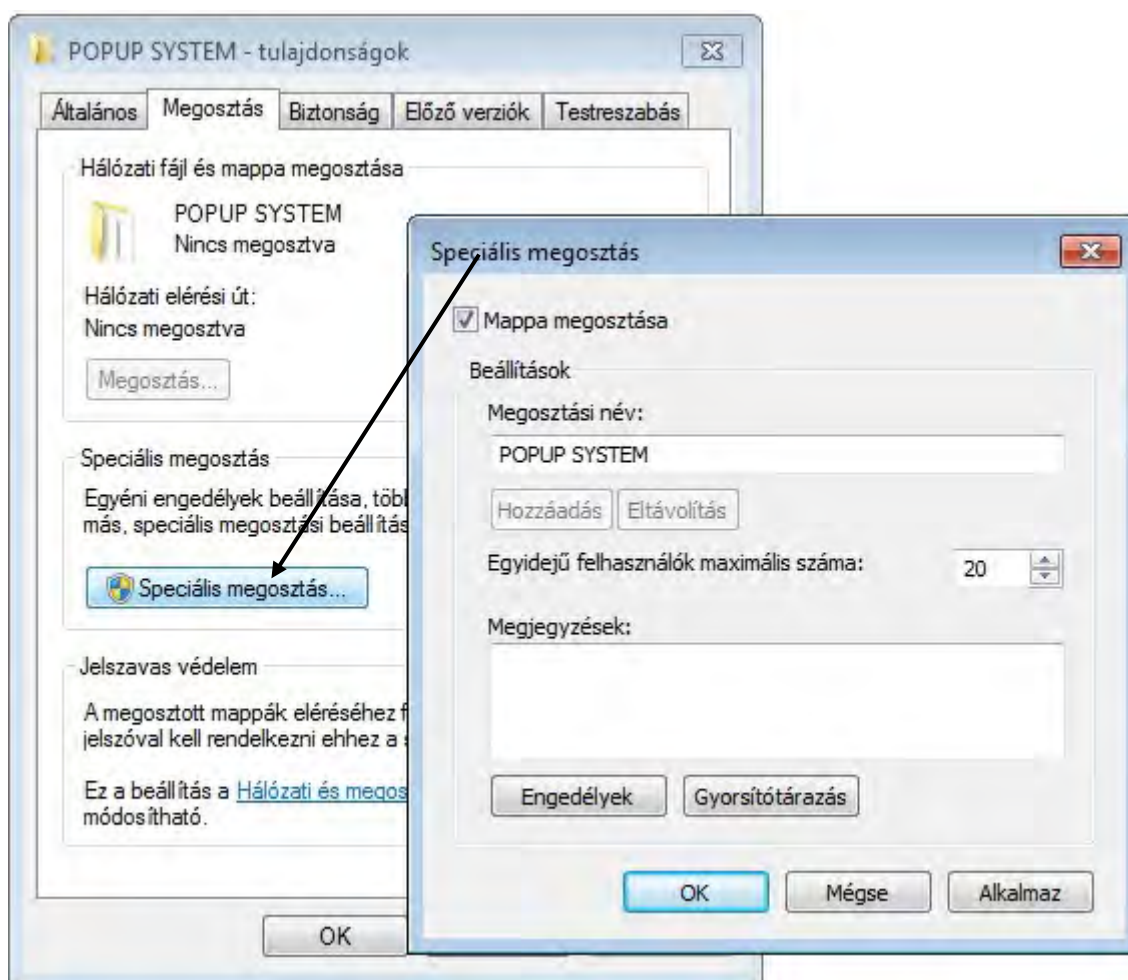 POPUP SYSTEM - tulajdonságok
Általános
Megosztás
Biztonság
Előző verziók
Testreszabás
Hálózati fájl és mappa megosztása
POPUP SYSTEM
Nincs megosztva
Hálózati elérési út:
Nincs megosztva
Megosztás...
Speciális megosztás
Egyéni engedélyek beállítása,
más, speciális megosztási
Speciális megosztás...
Jelszavas védelem
A megosztott mappák eléréséhez
jelszóval kell rendelkezni ehhez a
Ez a beállítás a Hálózati és
módosítható.
OK
Speciális megosztás
Mappa megosztása
Beállítások
Megosztási név:
POPUP SYSTEM
Hozzáadás
Eltávolítás
Egyidejű felhasználók maximális száma:
20
Megjegyzések:
Engedélyek
Gyorsítótárazás
OK
Mégse
Alkalmaz